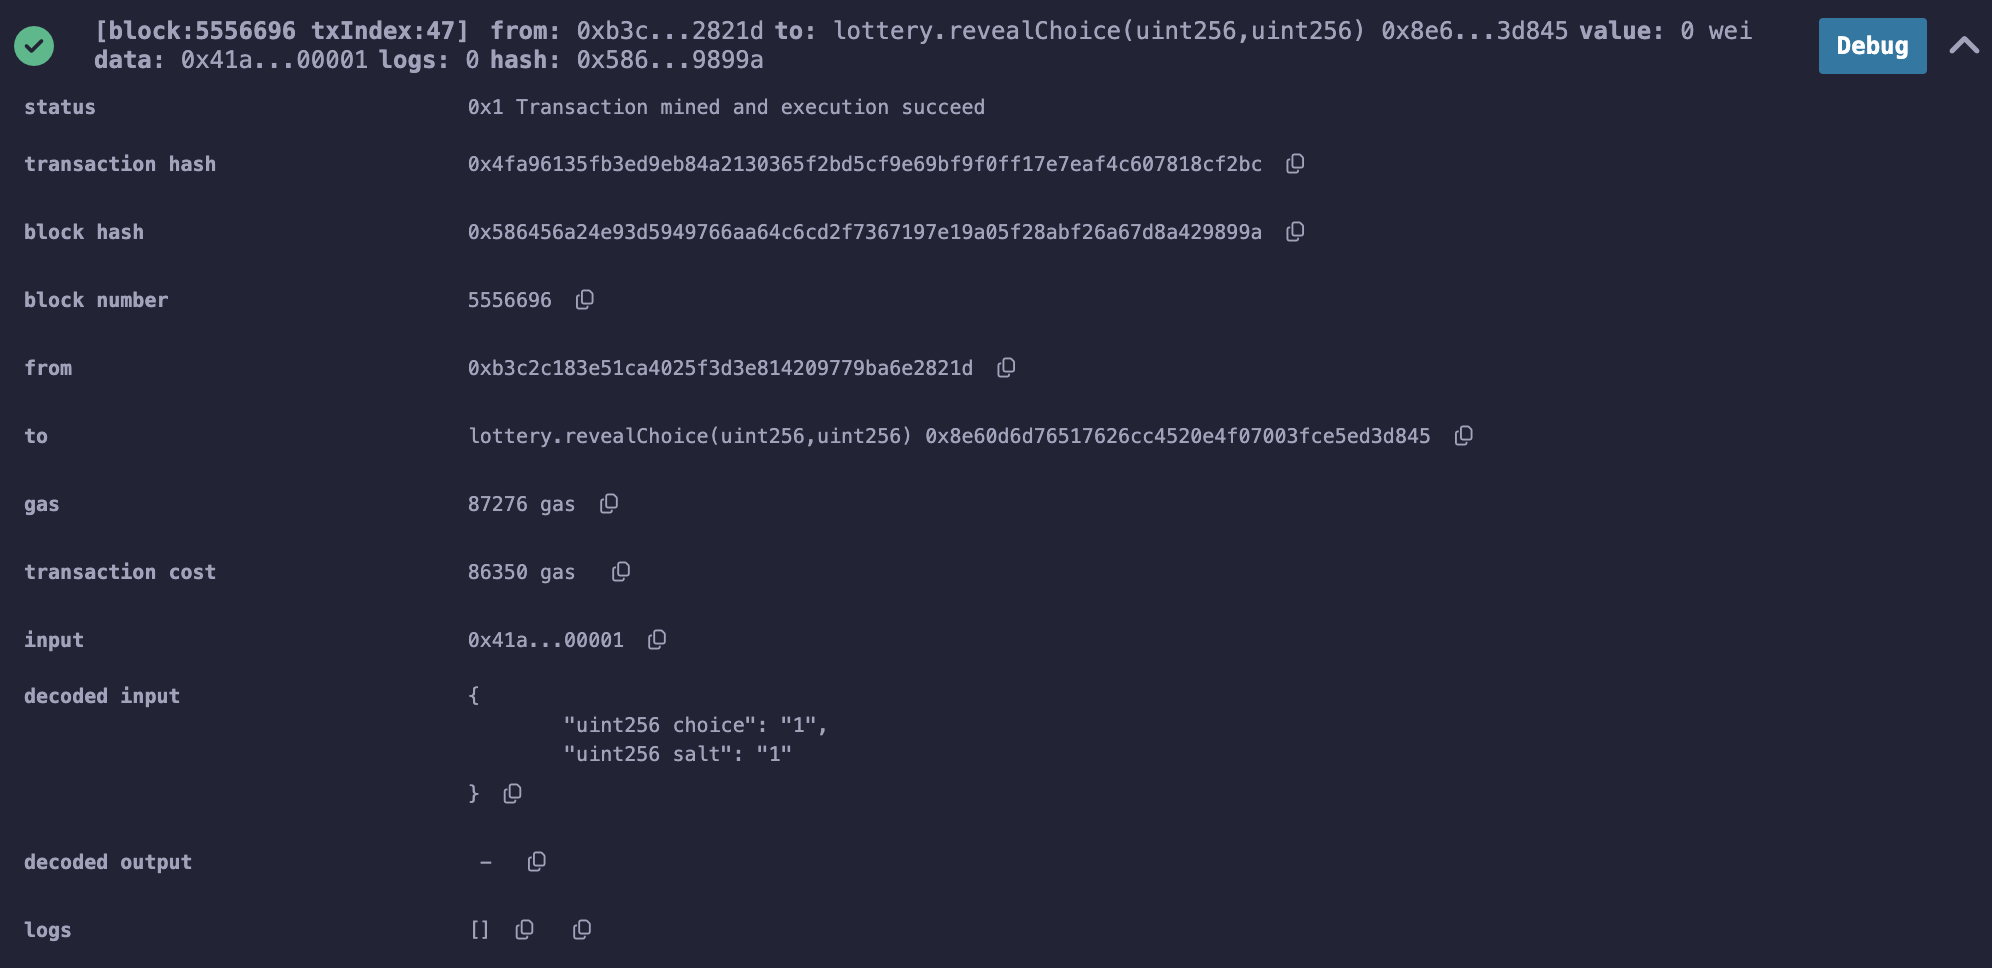 [block:5556696 txIndex:47] from: 0xb3c...2821d to: lottery.revealChoice(uint256,uint256) 0x8e6...3d845 value: 0 wei
data: 0x41a...00001 logs: 0 hash: 0x586...9899a
Debug
status 0x1 Transaction mined and execution succeed
transaction hash 0x4fa96135fb3ed9eb84a2130365f2bd5cf9e69bf9f0ff17e7eaf4c607818cf2bc
block hash 0x586456a24e93d5949766aa64c6cd2f7367197e19a05f28abf26a67d8a429899a
block number 5556696
from 0xb3c2c183e51ca4025f3d3e814209779ba6e2821d
to lottery.revealChoice(uint256,uint256) 0x8e60d6d76517626cc4520e4f07003fce5ed3d845
gas 87276 gas
transaction cost 86350 gas
input 0x41a...00001
decoded input {
"uint256 choice": "1",
"uint256 salt": "1"
}
decoded output –
logs []